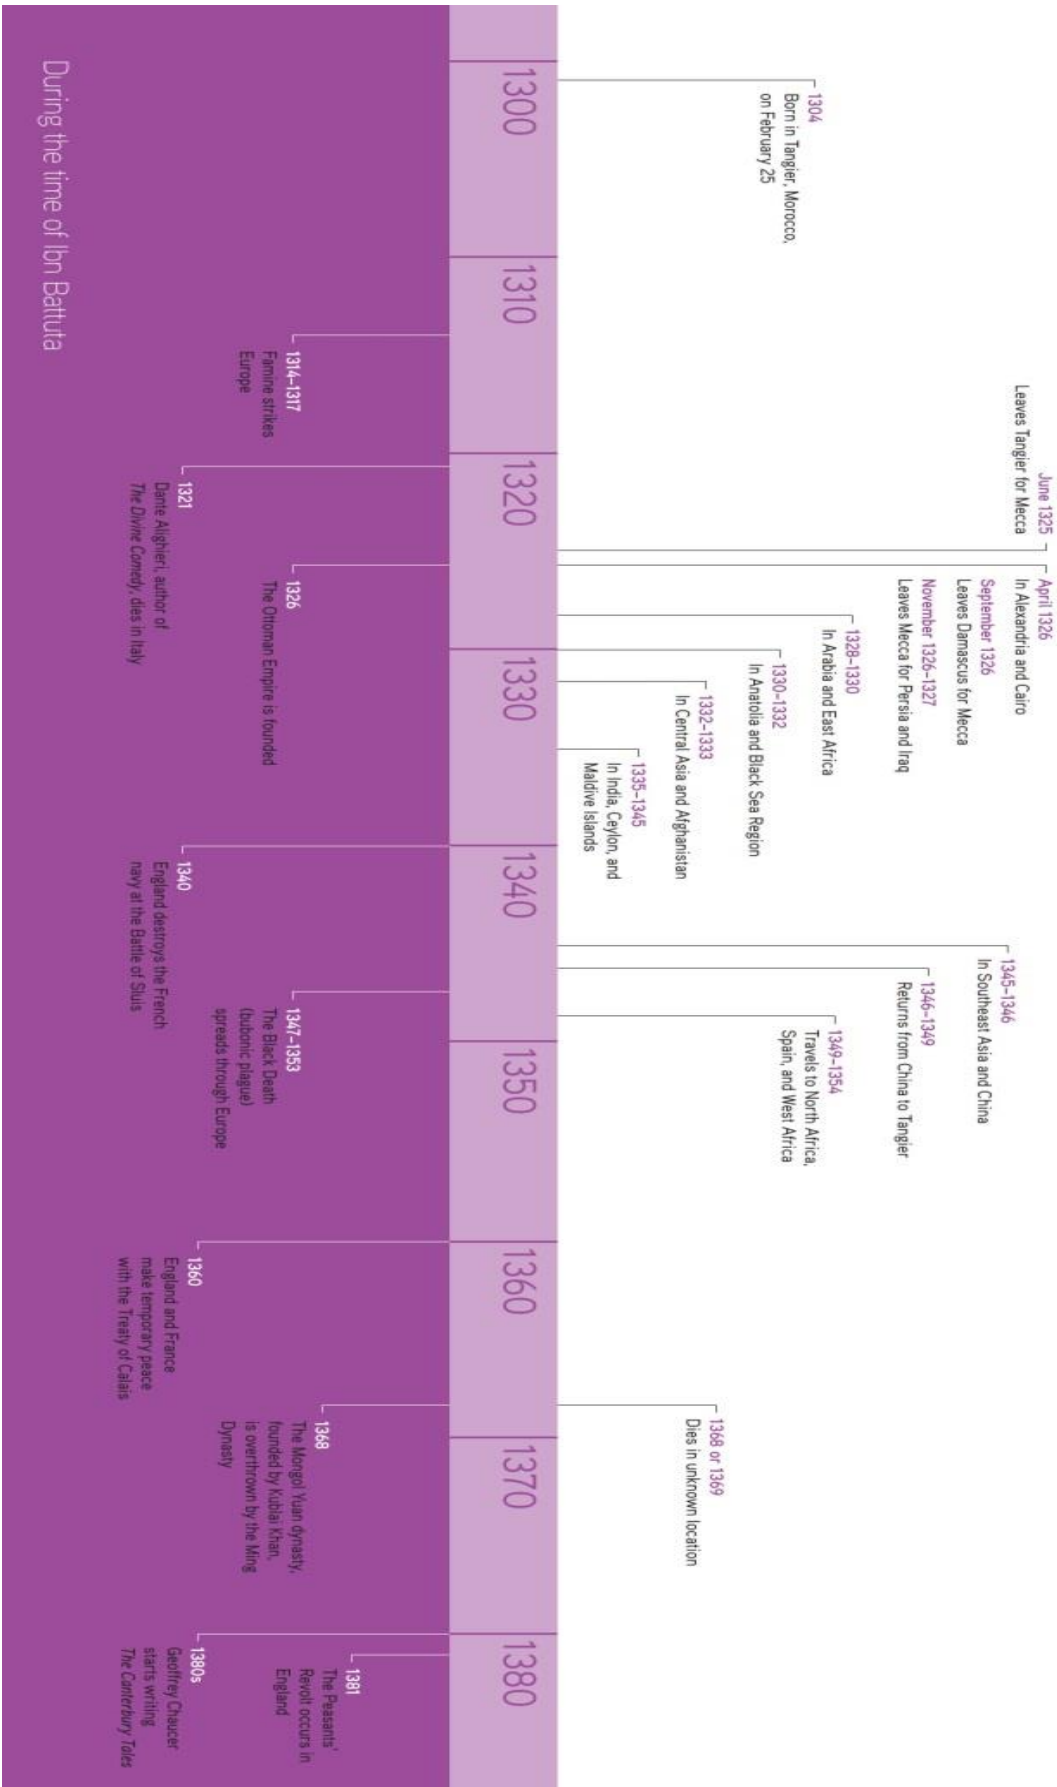 1304
Born in Tangier, Morocco,
on February 25
June 1325
Leaves Tangier for Mecca
April 1326
In Alexandria and Cairo
September 1326
Leaves Damascus for Mecca
November 1326–1327
Leaves Mecca for Persia and Iraq
1328–1330
In Arabia and East Africa
1330–1332
In Anatolia and Black Sea Region
1332–1333
In Central Asia and Afghanistan
1335–1345
In India, Ceylon, and
Maldive Islands
1345–1346
In Southeast Asia and China
1346–1349
Returns from China to Tangier
1349–1354
Travels to North Africa,
Spain, and West Africa
1368 or 1369
Dies in unknown location
1300
1310
1320
1330
1340
1350
1360
1370
1380
1314–1317
Famine strikes
Europe
1321
Dante Alighieri, author of
The Divine Comedy, dies in Italy
1326
The Ottoman Empire is founded
1340
England destroys the French
navy at the Battle of Sluis
1347–1353
The Black Death
(bubonic plague)
spreads through Europe
1360
England and France
make temporary peace
with the Treaty of Calais
1368
The Mongol Yuan dynasty,
founded by Kublai Khan,
is overthrown by the Ming
Dynasty
1380s
Geoffrey Chaucer
starts writing
The Canterbury Tales
1381
The Peasants'
Revolt occurs in
England
During the time of Ibn Battuta